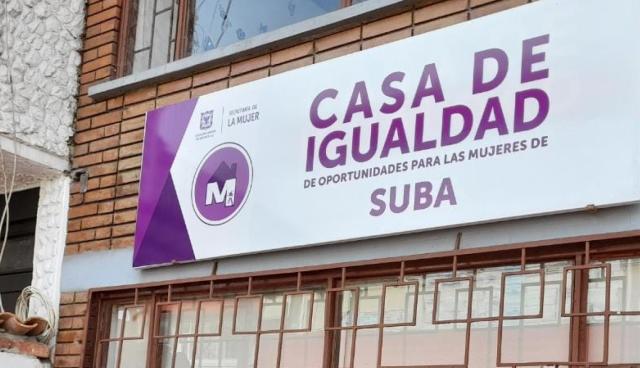 SECRETARÍA DE
LA MUJER
CASA DE
IGUALDAD
DE OPORTUNIDADES PARA LAS MUJERES DE
SUBA
M